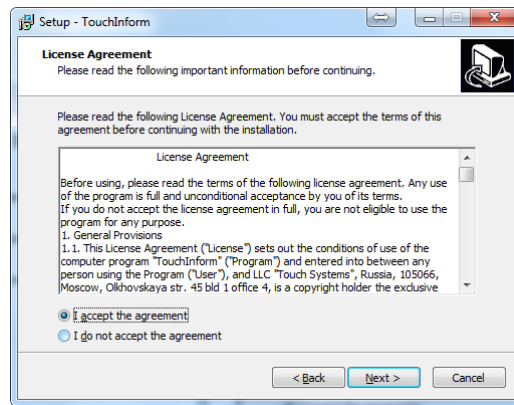 Setup - TouchInform
License Agreement
Please read the following important information before continuing.
Please read the following License Agreement. You must accept the terms of this
agreement before continuing with the installation.
License Agreement
Before using, please read the terms of the following license agreement. Any use
of the program is full and unconditional acceptance by you of its terms.
If you do not accept the license agreement in full, you are not eligible to use the
program for any purpose.
1. General Provisions
1.1. This License Agreement ("License") sets out the conditions of use of the
computer program "TouchInform" ("Program") and entered into between any
person using the Program ("User"), and LLC "Touch Systems", Russia, 105066,
Moscow, Olkhovskaya str. 45 bld 1 office 4, is a copyright holder the exclusive
I accept the agreement
I do not accept the agreement
< Back
Next >
Cancel